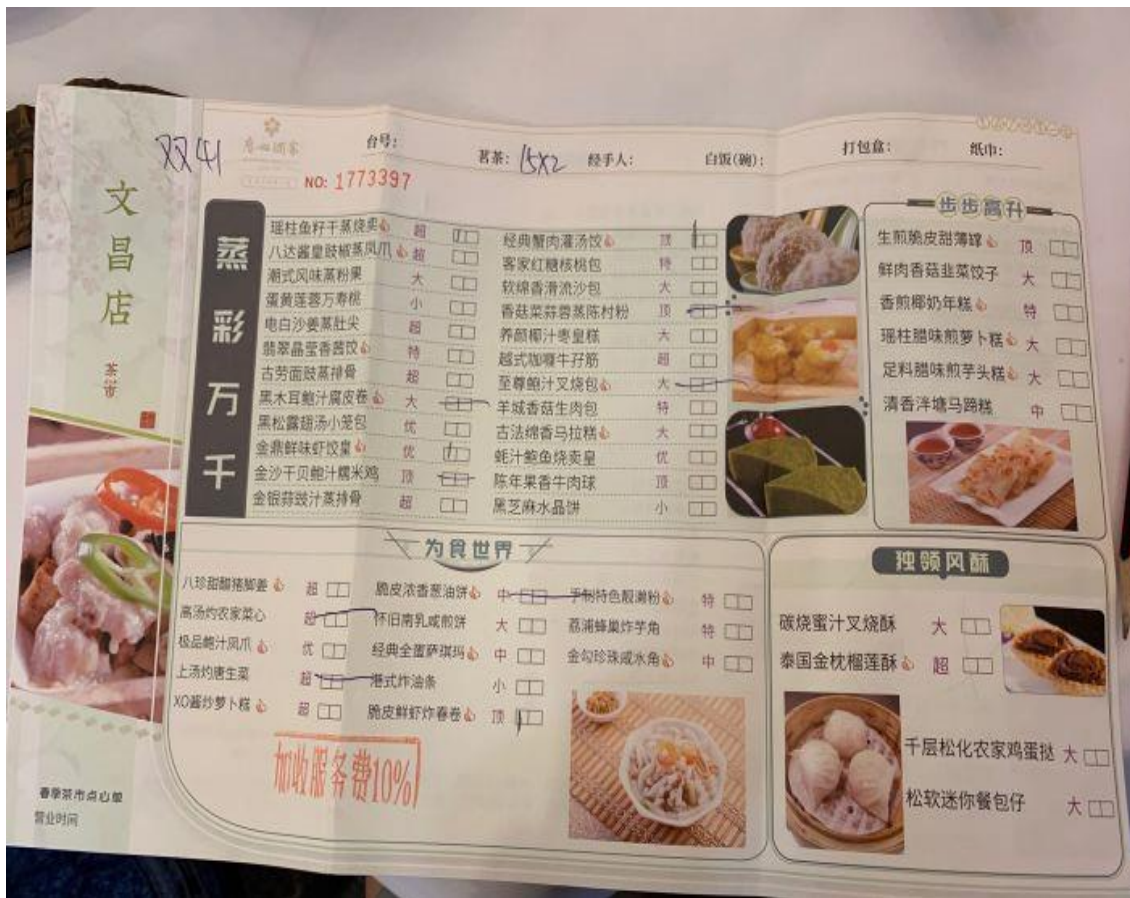 文昌店
茶市
春季茶市点心单
营业时间
双 41
点心到家
台号:
茗茶: 15X2
经手人:
白饭(碗):
打包盒:
纸巾:
NO: 1773397
蒸彩万千
瑶柱鱼籽干蒸烧卖 超
八达酱皇豉椒蒸凤爪 超
潮式风味蒸粉果 大
蛋黄莲蓉万寿桃 小
电白沙姜蒸肚尖 超
翡翠晶莹香茜饺 特
古劳面豉蒸排骨 超
黑木耳鲍汁腐皮卷 大
黑松露翅汤小笼包 优
金鼎鲜味虾饺皇 优
金沙干贝鲍汁糯米鸡 顶
金银蒜豉汁蒸排骨 超
经典蟹肉灌汤饺 顶
客家红糖核桃包 特
软绵香滑流沙包 大
香菇菜蒜蓉蒸陈村粉 顶
养颜椰汁枣皇糕 大
越式咖喱牛孖筋 超
至尊鲍汁叉烧包 大
羊城香菇生肉包 特
古法绵香马拉糕 大
蚝汁鲍鱼烧卖皇 优
陈年果香牛肉球 顶
黑芝麻水晶饼 小
步步高升
生煎脆皮甜薄撑 顶
鲜肉香菇韭菜饺子 大
香煎椰奶年糕 特
瑶柱腊味煎萝卜糕 大
足料腊味煎芋头糕 大
清香泮塘马蹄糕 中
为食世界
八珍甜醋猪脚姜 超
高汤灼农家菜心 超
极品鲍汁凤爪 优
上汤灼唐生菜 超
XO酱炒萝卜糕 超
脆皮浓香葱油饼 中
怀旧南乳咸煎饼 大
经典全蛋萨琪玛 中
港式炸油条 小
脆皮鲜虾炸春卷 顶
手制特色靓濑粉 特
荔浦蜂巢炸芋角 特
金勾珍珠咸水角 中
加收服务费10%
独领风酥
碳烧蜜汁叉烧酥 大
泰国金枕榴莲酥 超
千层松化农家鸡蛋挞 大
松软迷你餐包仔 大